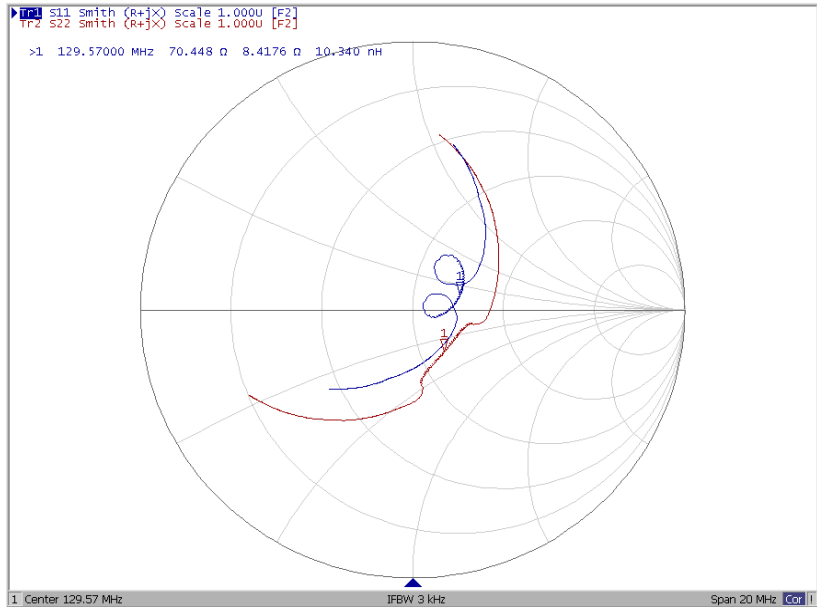 Tr1 S11 Smith (R+jX) Scale 1.000U [F2]
Tr2 S22 Smith (R+jX) Scale 1.000U [F2]
>1 129.57000 MHz 70.448 Ω 8.4176 Ω 10.340 nH
1
1
1 Center 129.57 MHz IFBW 3 kHz Span 20 MHz Cor !